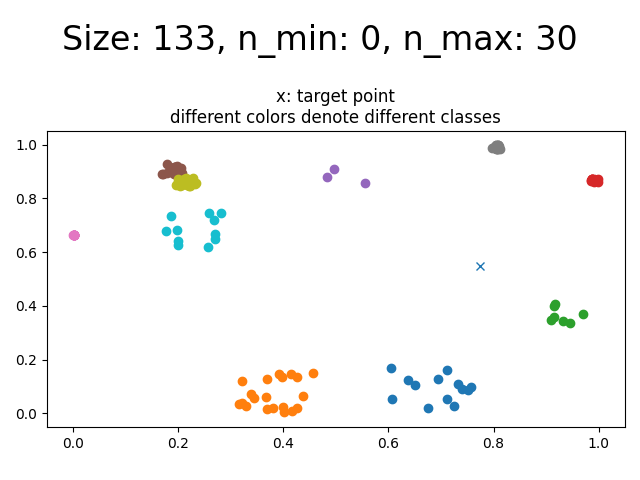 Size: 133, n_min: 0, n_max: 30
x: target point
different colors denote different classes
1.0
0.8
0.6
0.4
0.2
0.0
0.0 0.2 0.4 0.6 0.8 1.0